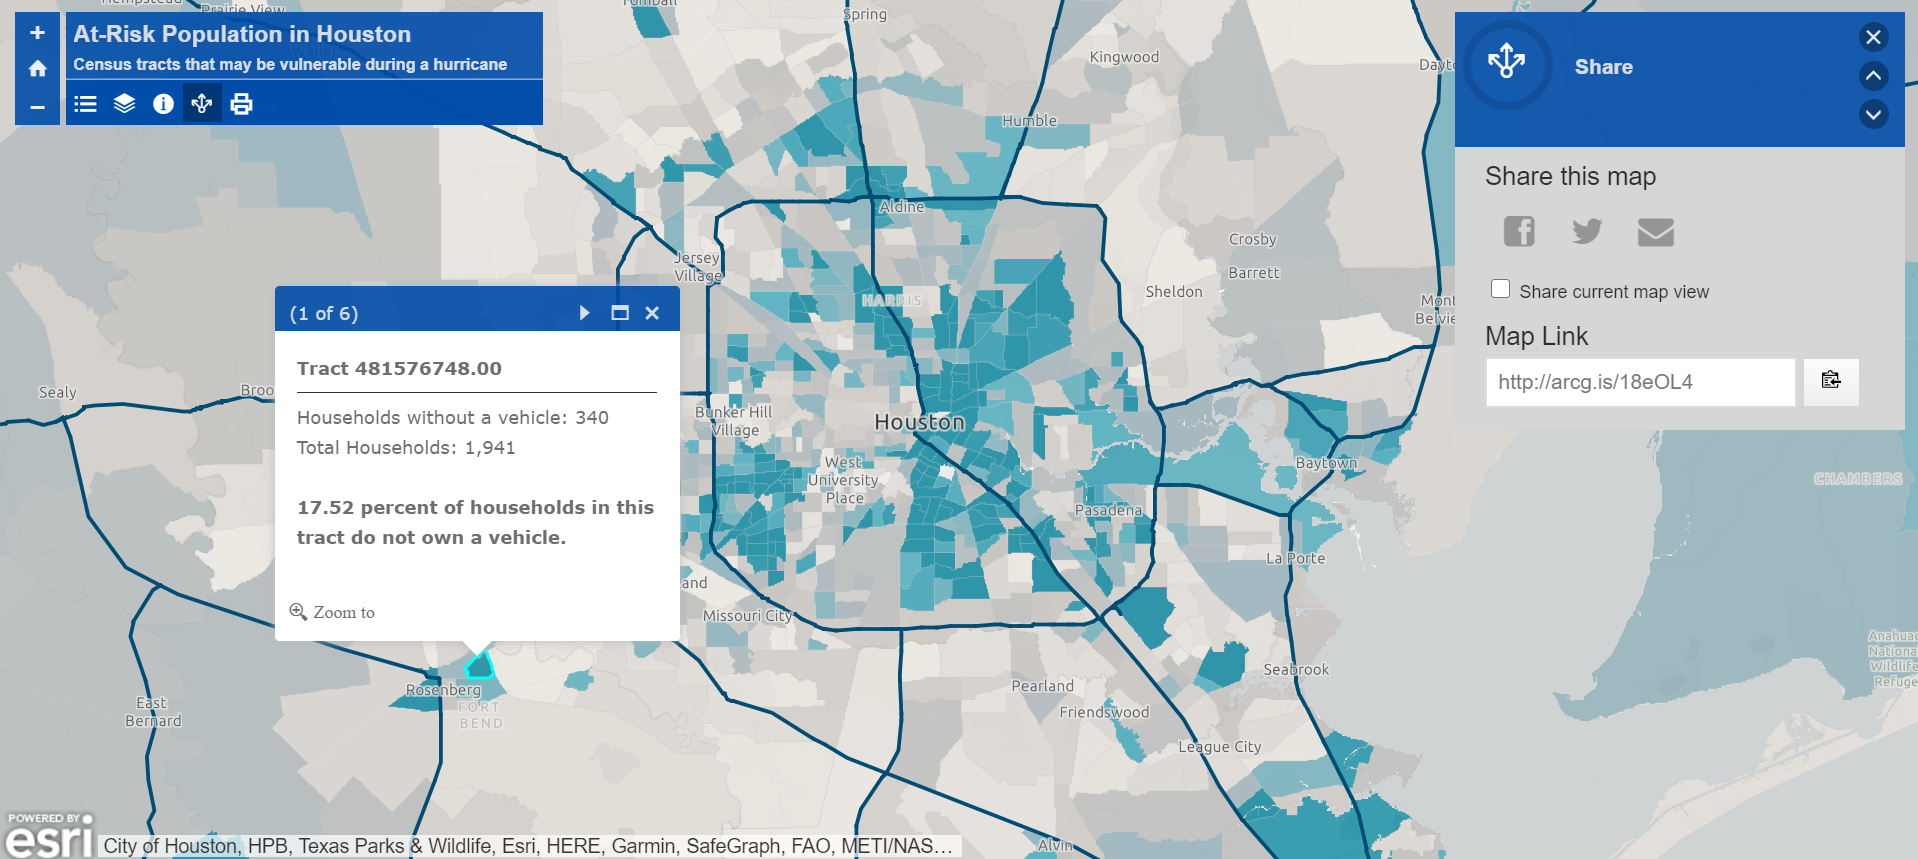 Hempstead
Prairie View
Tomball
Spring
Kingwood
Dayto
+
At-Risk Population in Houston
Waller
Census tracts that may be vulnerable during a hurricane
−
Share
Humble
Share this map
Aldine
Crosby
Jersey
Village
Barrett
Sheldon
Share current map view
HARRIS
Mont
Belvie
Map Link
http://arcg.is/18eOL4
(1 of 6)
Tract 481576748.00
Households without a vehicle: 340
Total Households: 1,941
17.52 percent of households in this
tract do not own a vehicle.
Zoom to
Sealy
Broo
Bunker Hill
Village
Houston
West
University
Place
Baytown
CHAMBERS
Pasadena
La Porte
and
Missouri City
Anahuac
National
Wildlife
Refuge
Seabrook
Rosenberg
FORT
BEND
Pearland
East
Bernard
Friendswood
League City
Alvin
POWERED BY
esri
City of Houston, HPB, Texas Parks & Wildlife, Esri, HERE, Garmin, SafeGraph, FAO, METI/NAS…